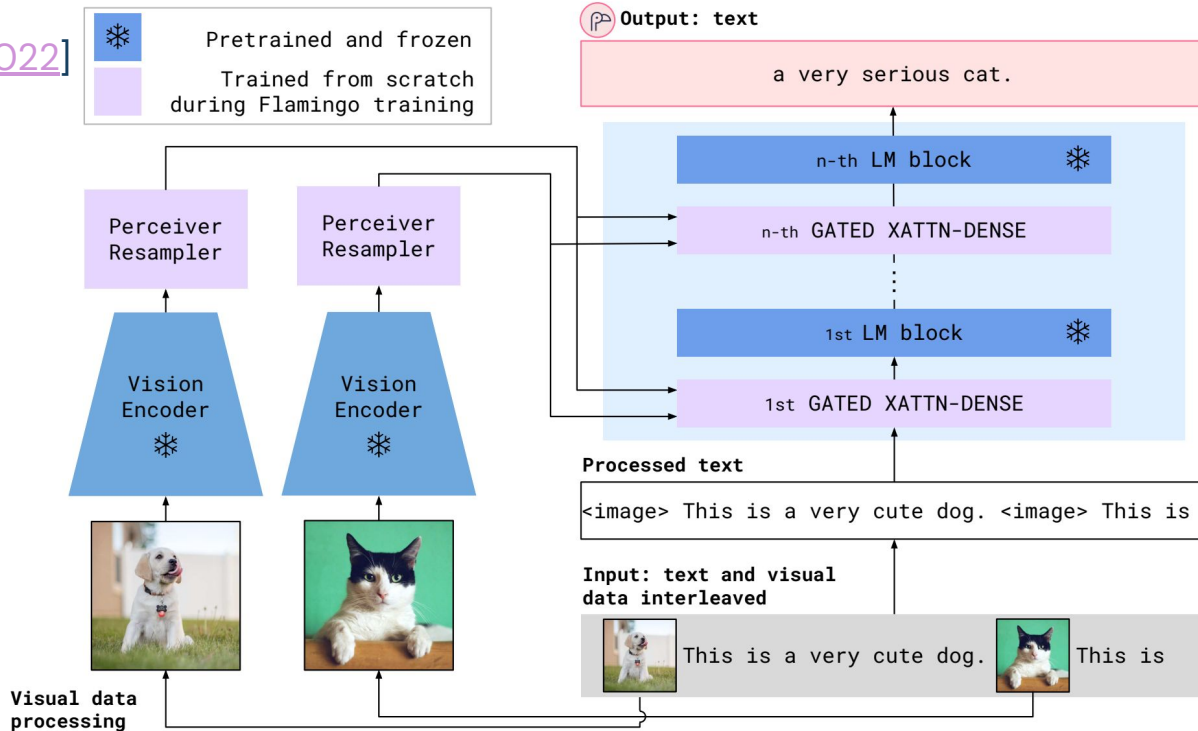 022]
Pretrained and frozen
Trained from scratch
during Flamingo training
Output: text
a very serious cat.
n-th LM block
n-th GATED XATTN-DENSE
1st LM block
1st GATED XATTN-DENSE
Perceiver
Resampler
Perceiver
Resampler
Vision
Encoder
Vision
Encoder
Processed text
<image> This is a very cute dog. <image> This is
Input: text and visual
data interleaved
This is a very cute dog. This is
Visual data
processing